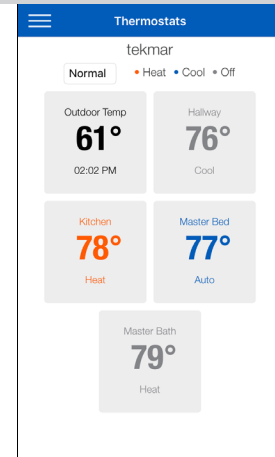 Thermostats
tekmar
Normal • Heat • Cool • Off
Outdoor Temp
61°
02:02 PM
Hallway
76°
Cool
Kitchen
78°
Heat
Master Bed
77°
Auto
Master Bath
79°
Heat